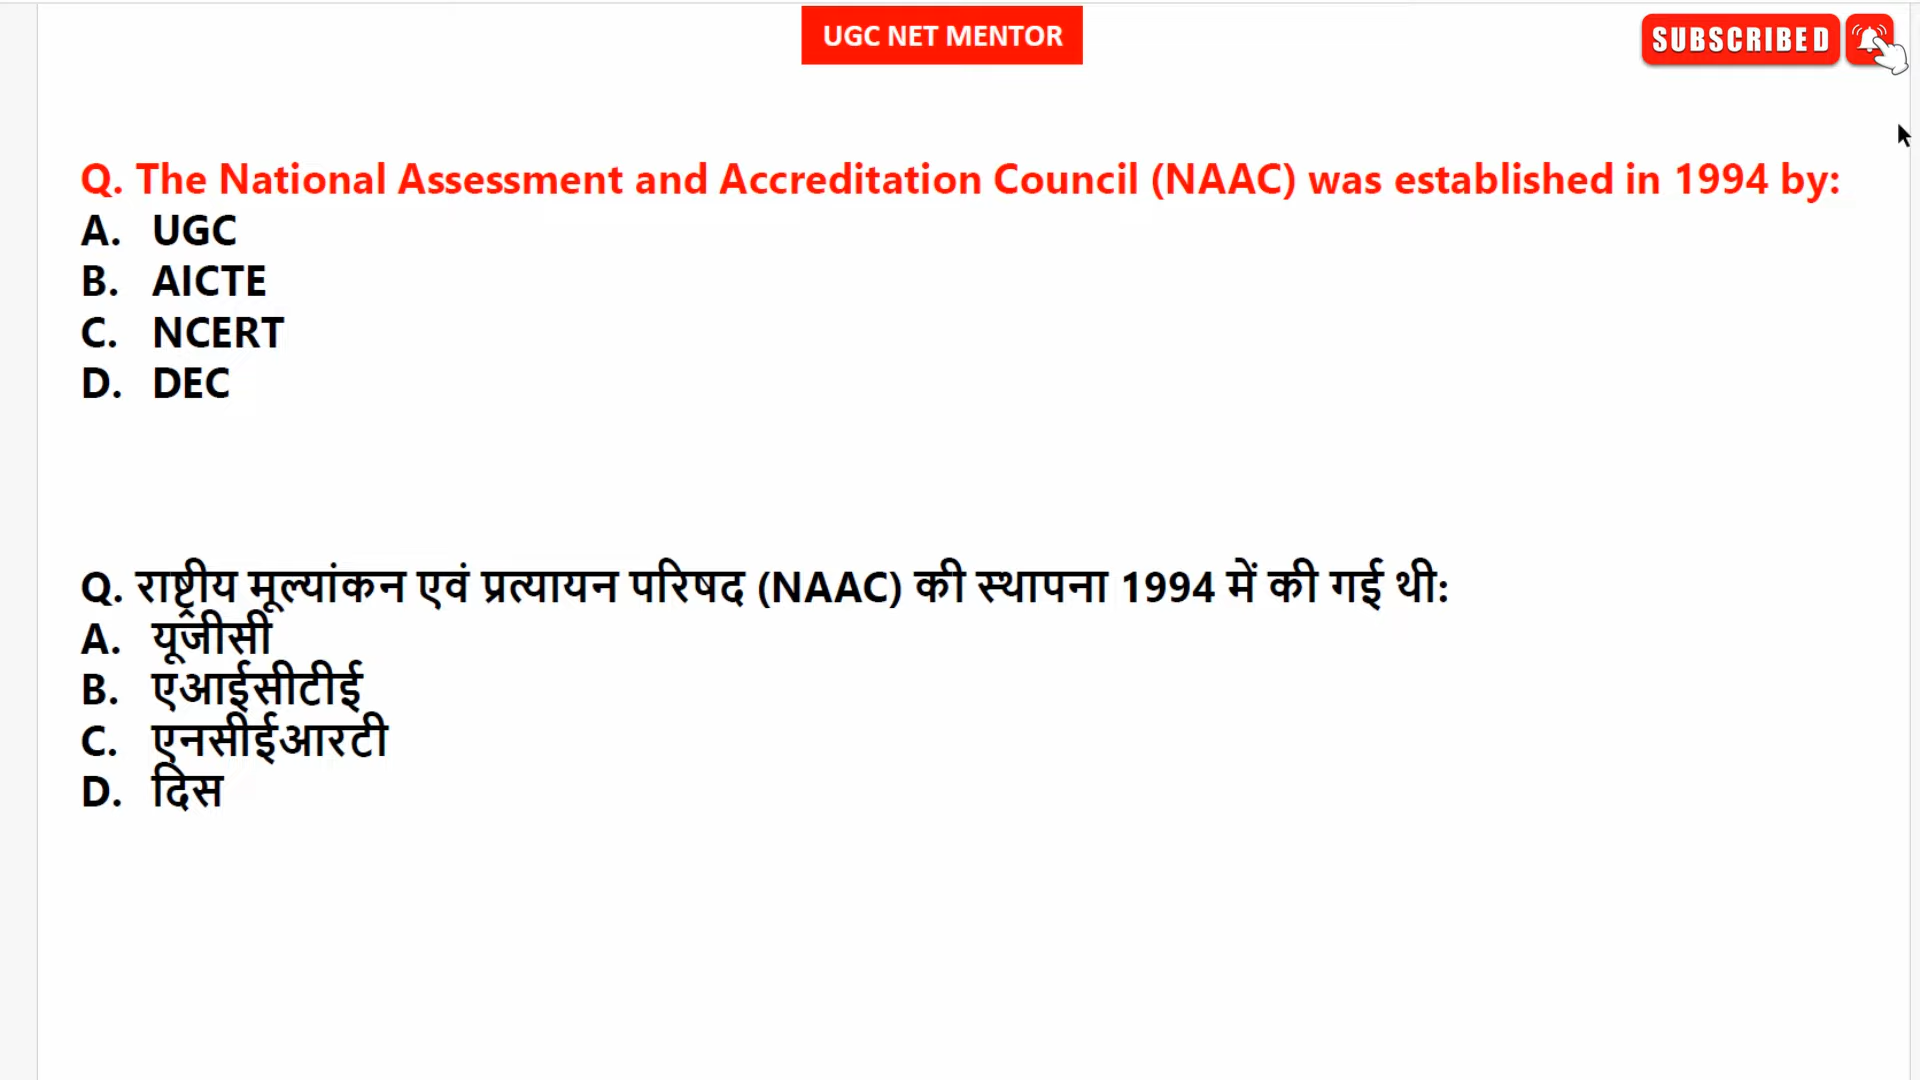 UGC NET MENTOR
SUBSCRIBED
Q. The National Assessment and Accreditation Council (NAAC) was established in 1994 by:
A. UGC
B. AICTE
C. NCERT
D. DEC
Q. राष्ट्रीय मूल्यांकन एवं प्रत्यायन परिषद (NAAC) की स्थापना 1994 में की गई थी:
A. यूजीसी
B. एआईसीटीई
C. एनसीईआरटी
D. दिस